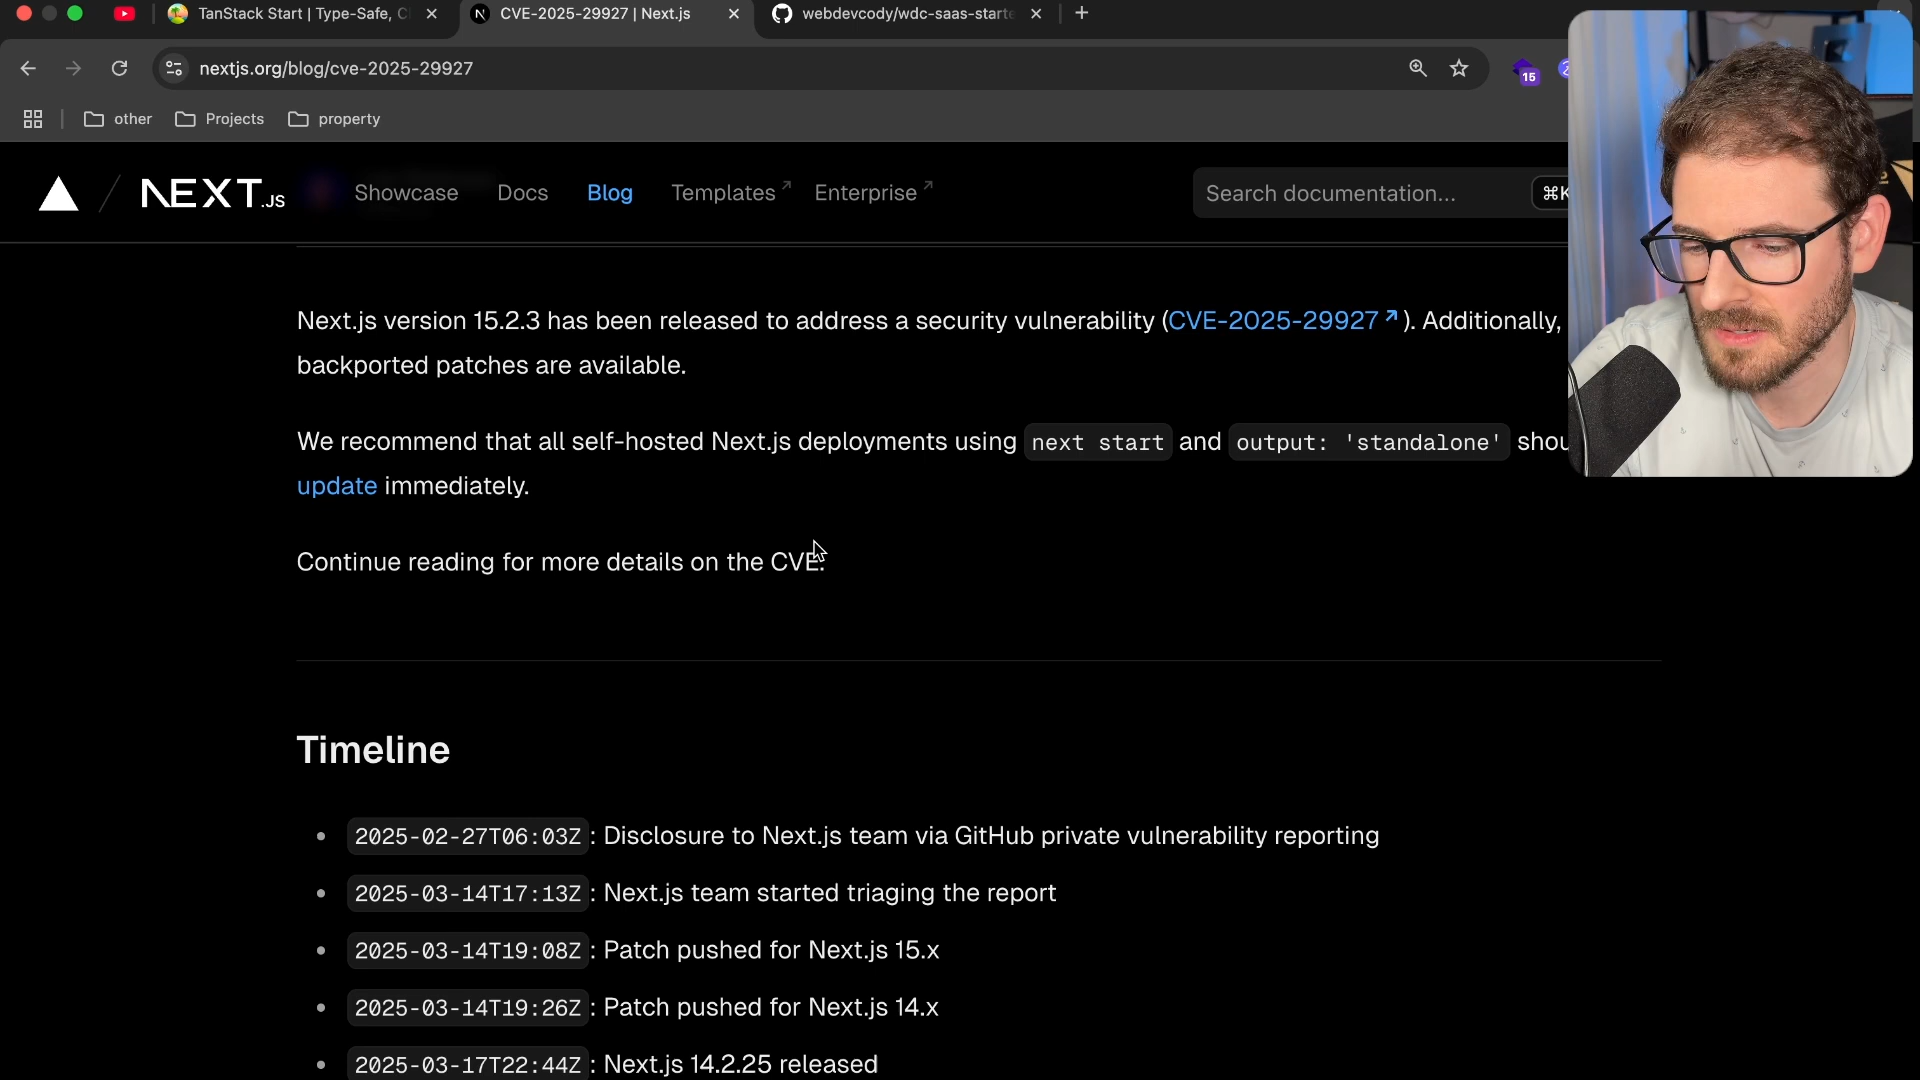 TanStack Start | Type-Safe, C
CVE-2025-29927 | Next.js
webdevcody/wdc-saas-starte
nextjs.org/blog/cve-2025-29927
15
other
Projects
property
NEXT.JS
Showcase
Docs
Blog
Templates
Enterprise
Search documentation...
⌘K
Next.js version 15.2.3 has been released to address a security vulnerability (CVE-2025-29927). Additionally,
backported patches are available.
We recommend that all self-hosted Next.js deployments using next start and output: 'standalone' shou
update immediately.
Continue reading for more details on the CVE.
Timeline
2025-02-27T06:03Z: Disclosure to Next.js team via GitHub private vulnerability reporting
2025-03-14T17:13Z: Next.js team started triaging the report
2025-03-14T19:08Z: Patch pushed for Next.js 15.x
2025-03-14T19:26Z: Patch pushed for Next.js 14.x
2025-03-17T22:44Z: Next.js 14.2.25 released